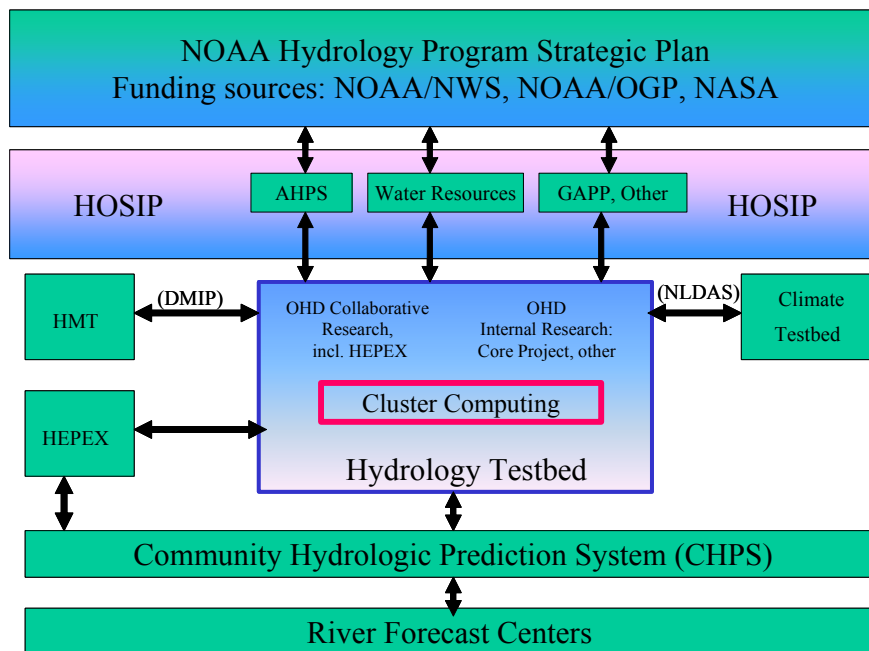 NOAA Hydrology Program Strategic Plan
Funding sources: NOAA/NWS, NOAA/OGP, NASA
HOSIP
AHPS
Water Resources
GAPP, Other
HOSIP
HMT
(DMIP)
OHD Collaborative
Research,
incl. HEPEX
OHD
Internal Research:
Core Project, other
(NLDAS)
Climate
Testbed
Cluster Computing
HEPEX
Hydrology Testbed
Community Hydrologic Prediction System (CHPS)
River Forecast Centers